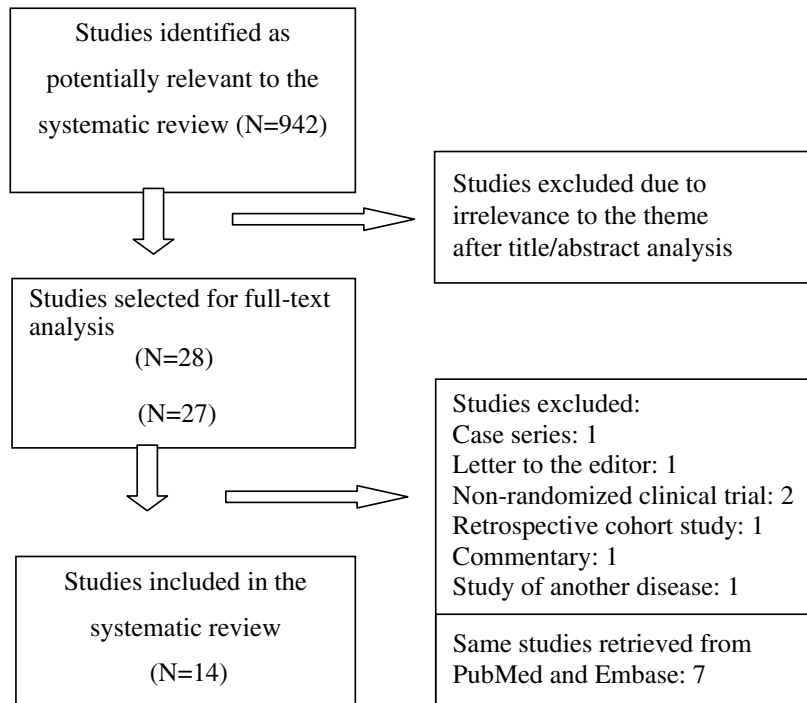 Studies identified as
potentially relevant to the
systematic review (N=942)
Studies excluded due to
irrelevance to the theme
after title/abstract analysis
Studies selected for full-text
analysis
(N=28)
(N=27)
Studies excluded:
Case series: 1
Letter to the editor: 1
Non-randomized clinical trial: 2
Retrospective cohort study: 1
Commentary: 1
Study of another disease: 1
Same studies retrieved from
PubMed and Embase: 7
Studies included in the
systematic review
(N=14)